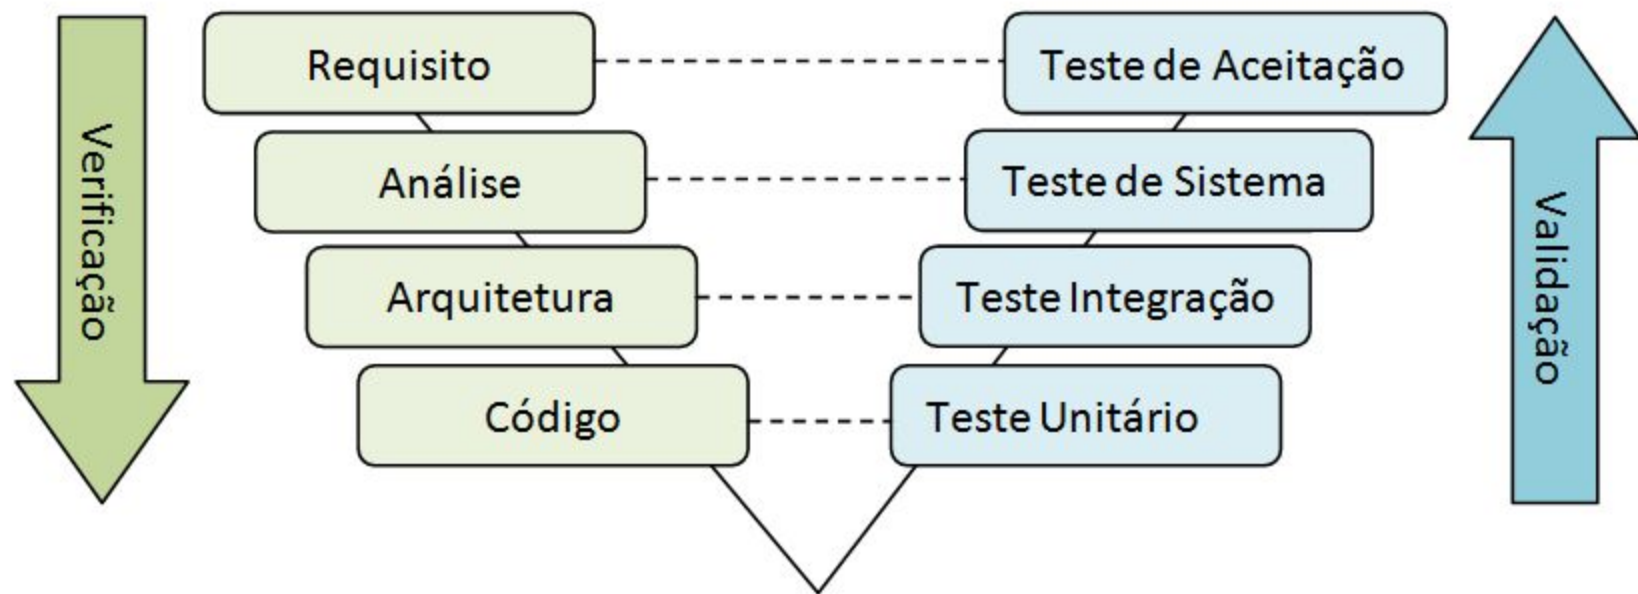 Verificação
Requisito
Teste de Aceitação
Análise
Teste de Sistema
Arquitetura
Teste Integração
Código
Teste Unitário
Validação